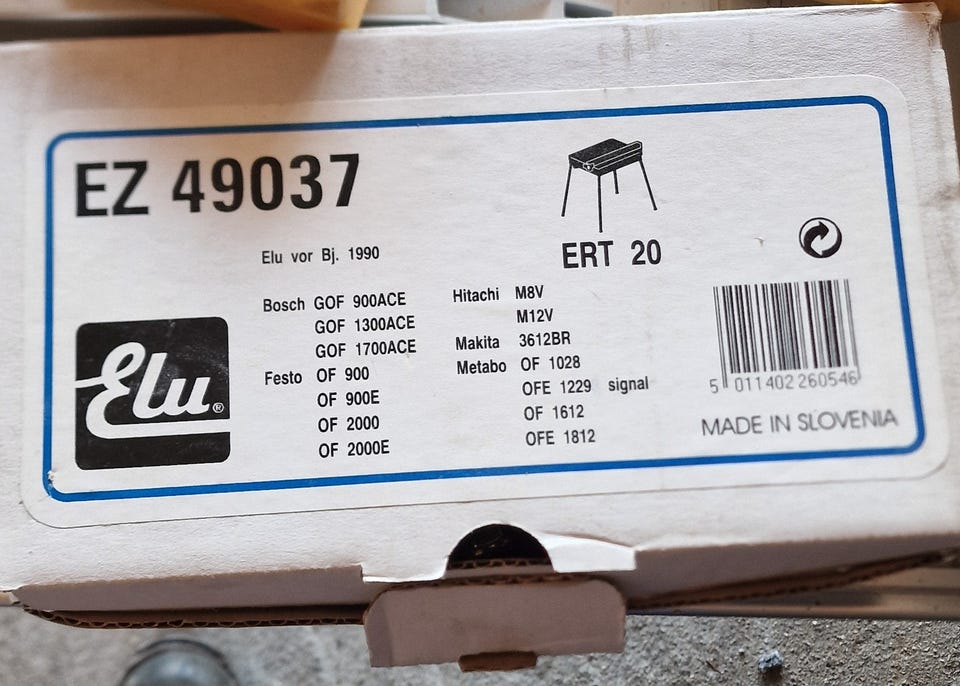 EZ 49037
ERT 20
Elu vor Bj. 1990
Bosch GOF 900ACE
GOF 1300ACE
GOF 1700ACE
Festo OF 900
OF 900E
OF 2000
OF 2000E
Hitachi M8V
M12V
Makita 3612BR
Metabo OF 1028
OFE 1229 signal
OF 1612
OFE 1812
Elu®
5 011402 260546
MADE IN SLOVENIA